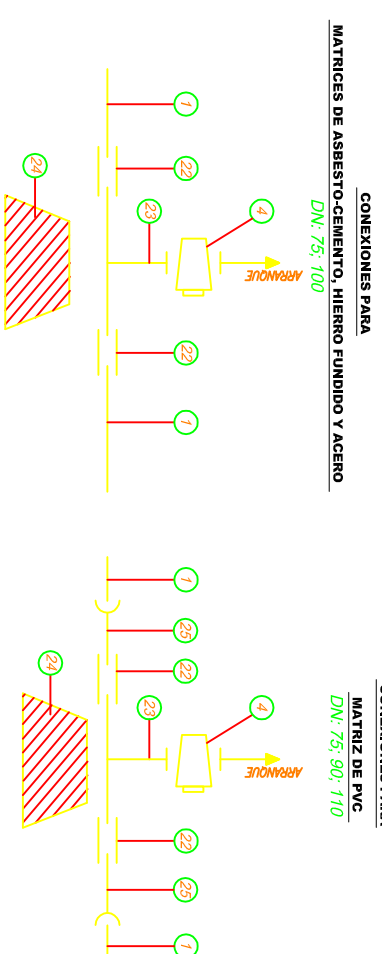 CONEXIONES PARA
MATRICES DE ASBESTO-CEMENTO, HIERRO FUNDIDO Y ACERO
DN: 75; 100
1
22
4
23
24
ARRANQUE
22
1
MATRIZ DE PVC
DN: 75; 90; 110
1
25
22
4
23
24
ARRANQUE
22
25
1